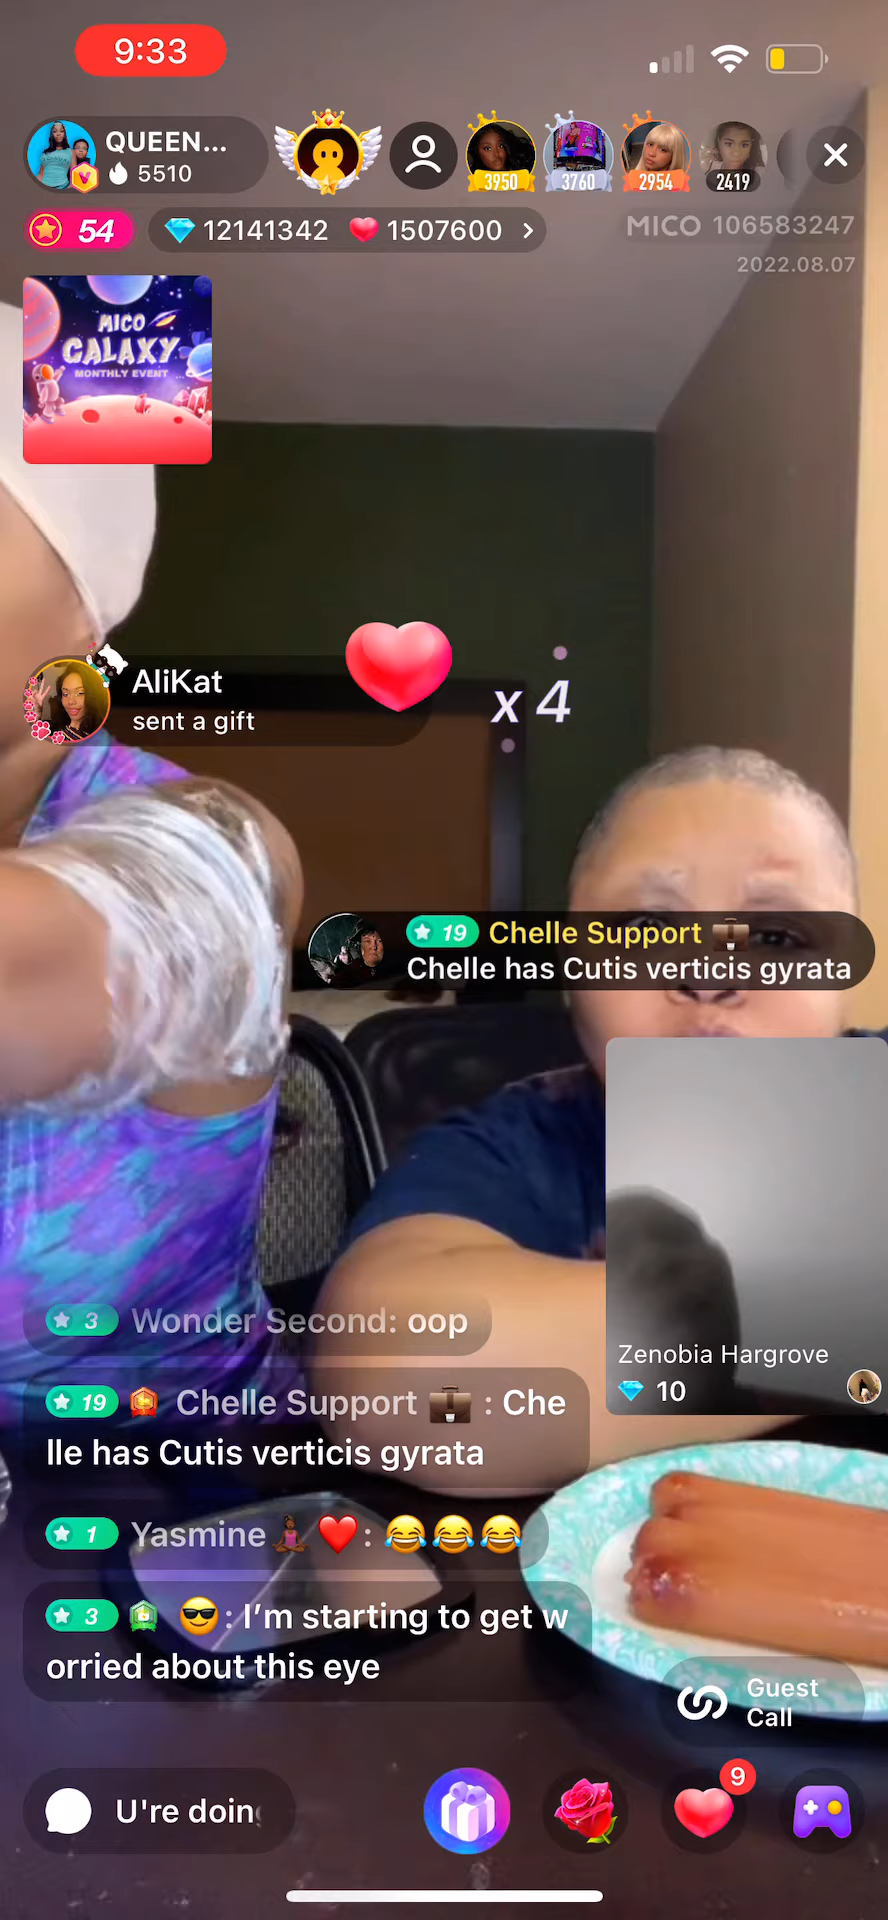 9:33
QUEEN...
5510
3950
3760
2954
2419
54
12141342
1507600
MICO 106583247
2022.08.07
MICO
GALAXY
MONTHLY EVENT
AliKat
sent a gift
x 4
19 Chelle Support
Chelle has Cutis verticis gyrata
Zenobia Hargrove
10
3 Wonder Second: oop
19 Chelle Support : Che
lle has Cutis verticis gyrata
1 Yasmine : 😂😂😂
3 😎 : I'm starting to get w
orried about this eye
Guest
Call
U're doin
9